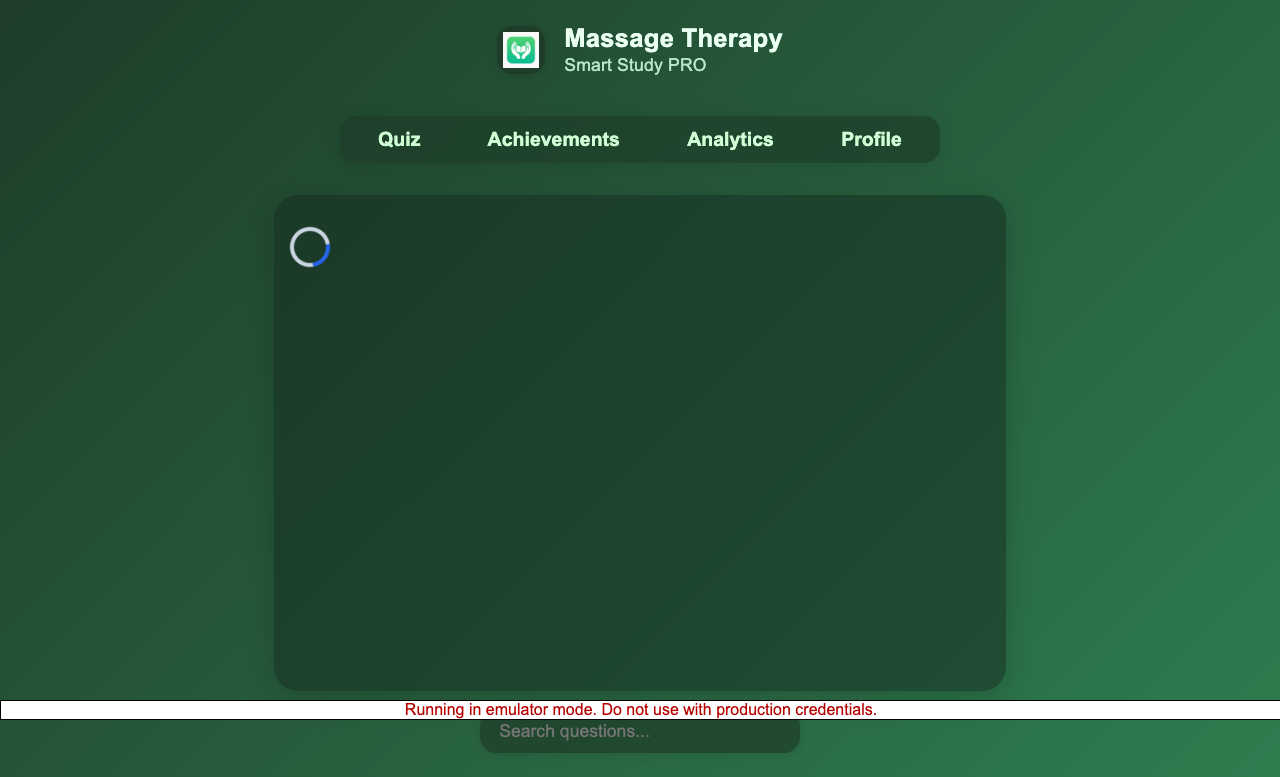 Massage Therapy
Smart Study PRO
Quiz Achievements Analytics Profile
Running in emulator mode. Do not use with production credentials.
Search questions...